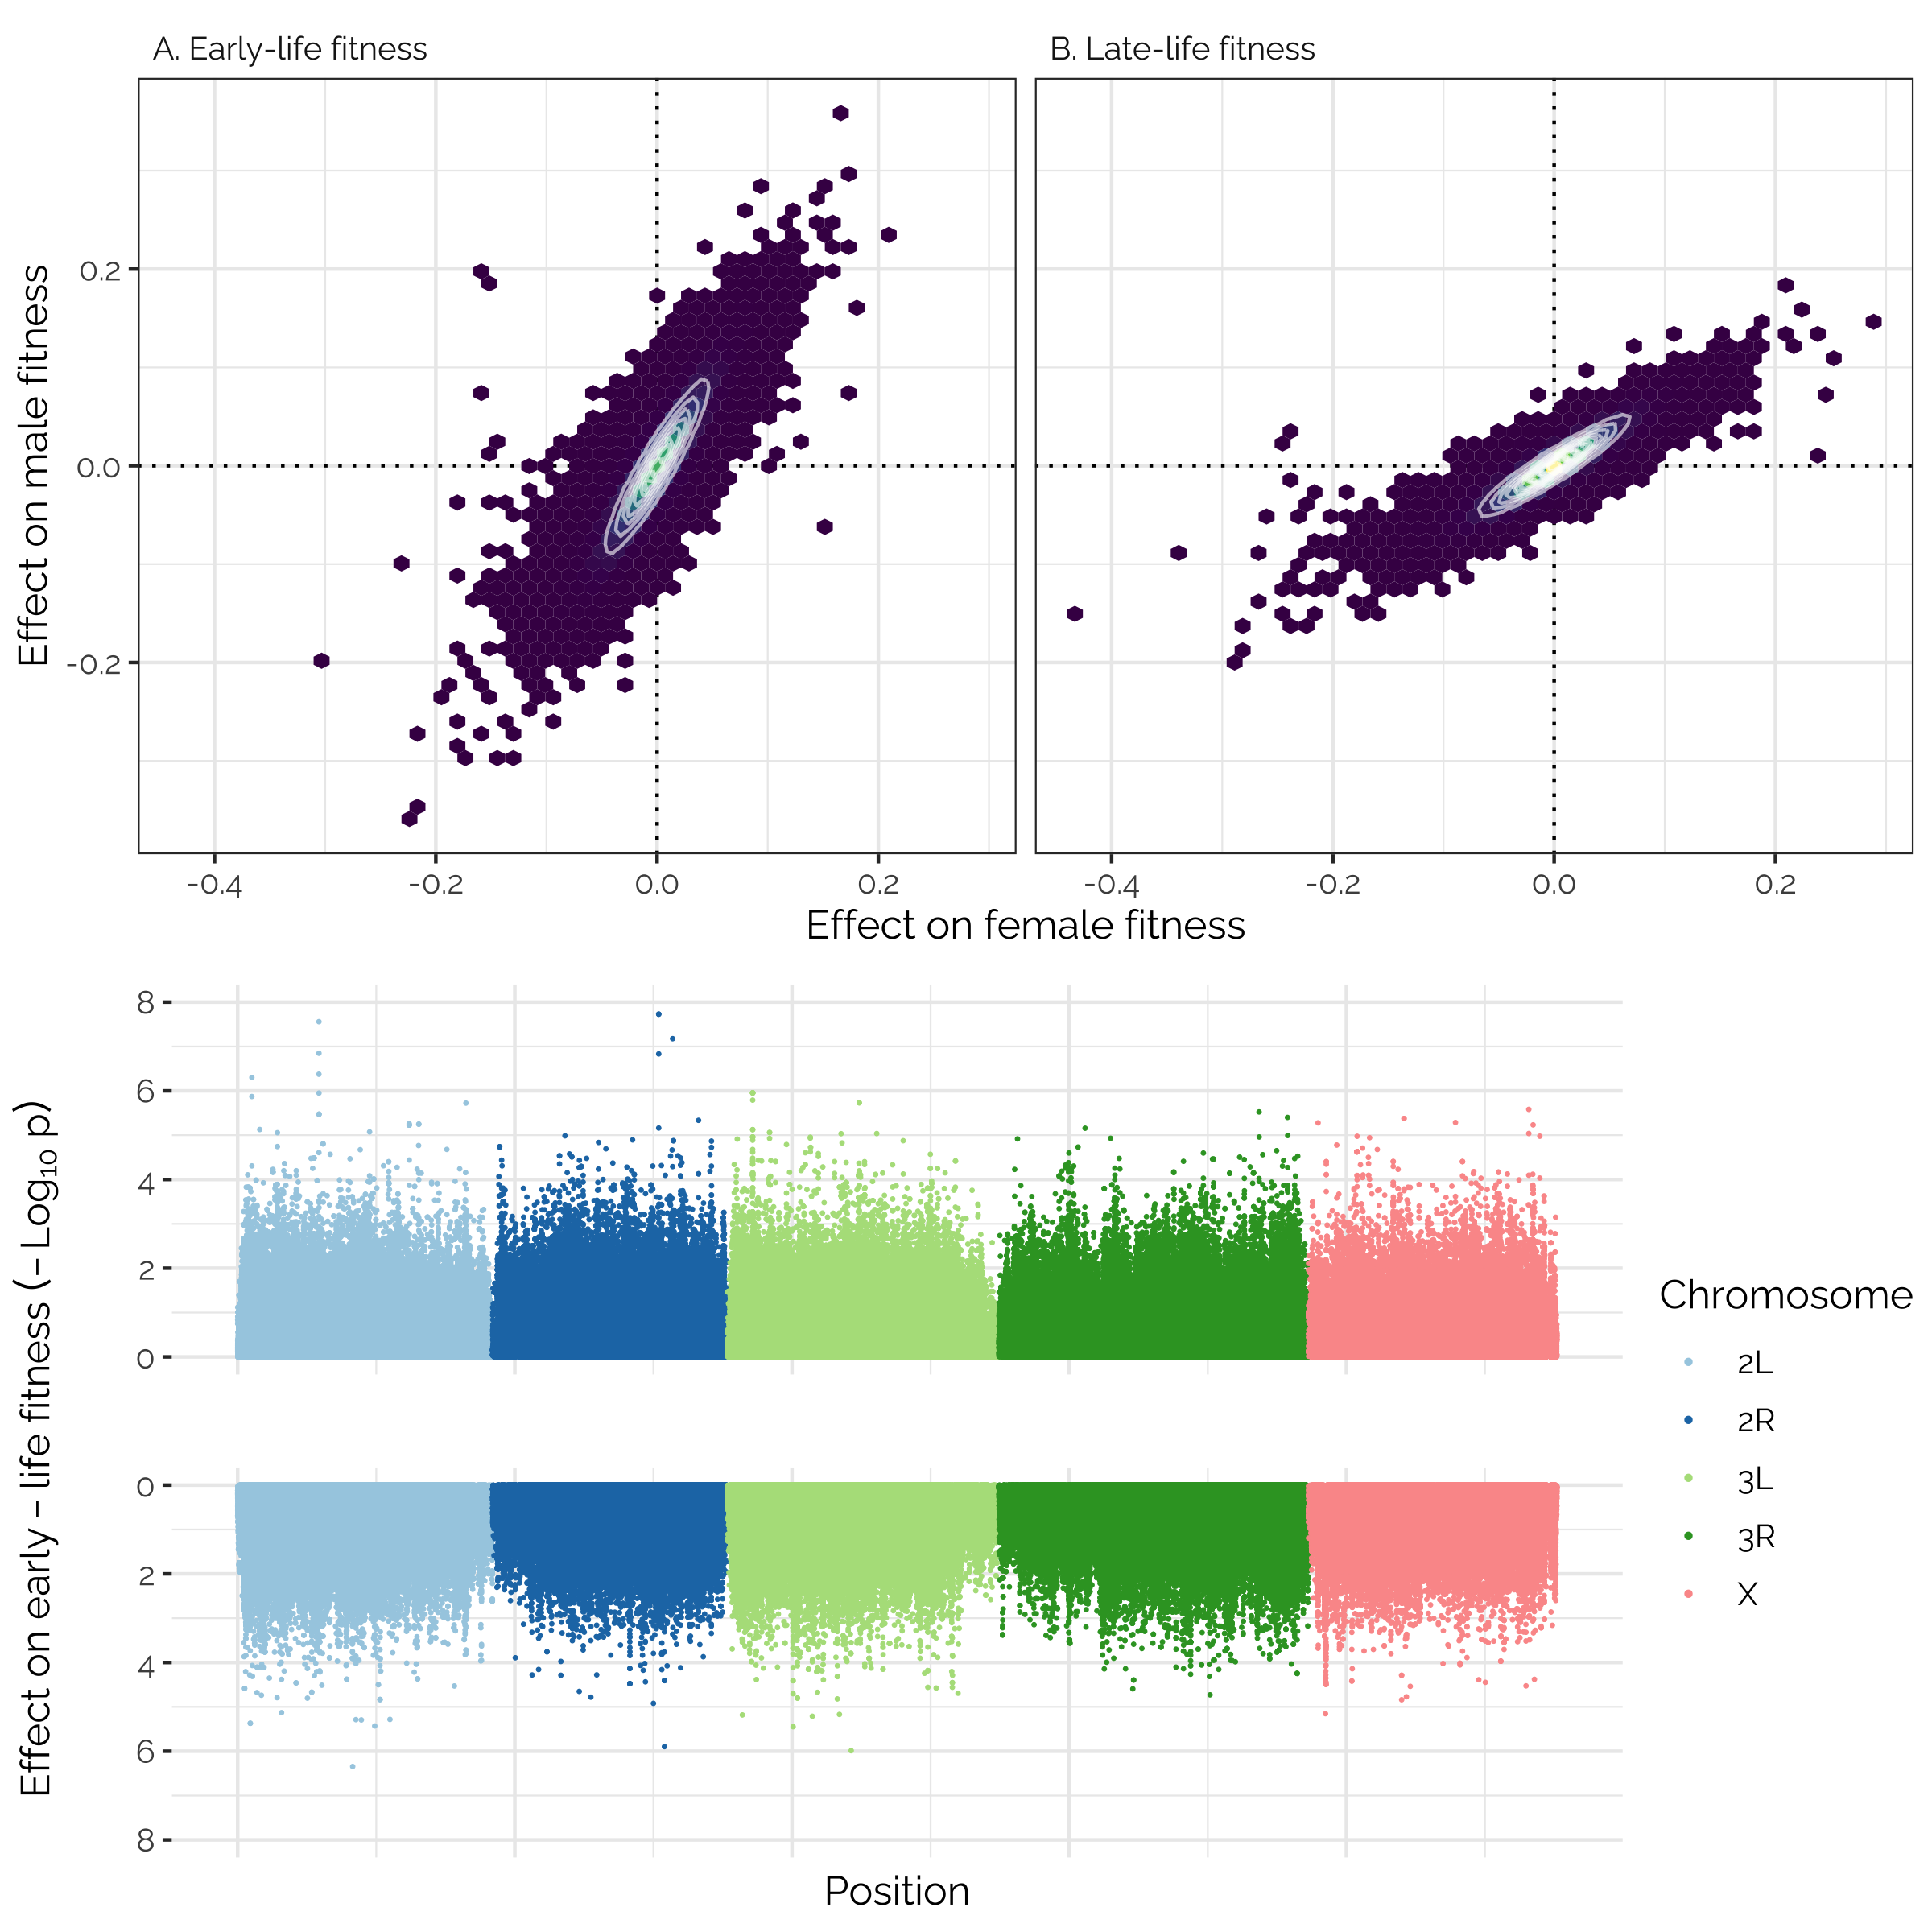 A. Early-life fitness
B. Late-life fitness
Effect on male fitness
0.2
0.0
-0.2
-0.4
-0.2
0.0
0.2
-0.4
-0.2
0.0
0.2
Effect on female fitness
Effect on early – life fitness (– Log₁₀ p)
8
6
4
2
0
0
2
4
6
8
Position
Chromosome
2L
2R
3L
3R
X